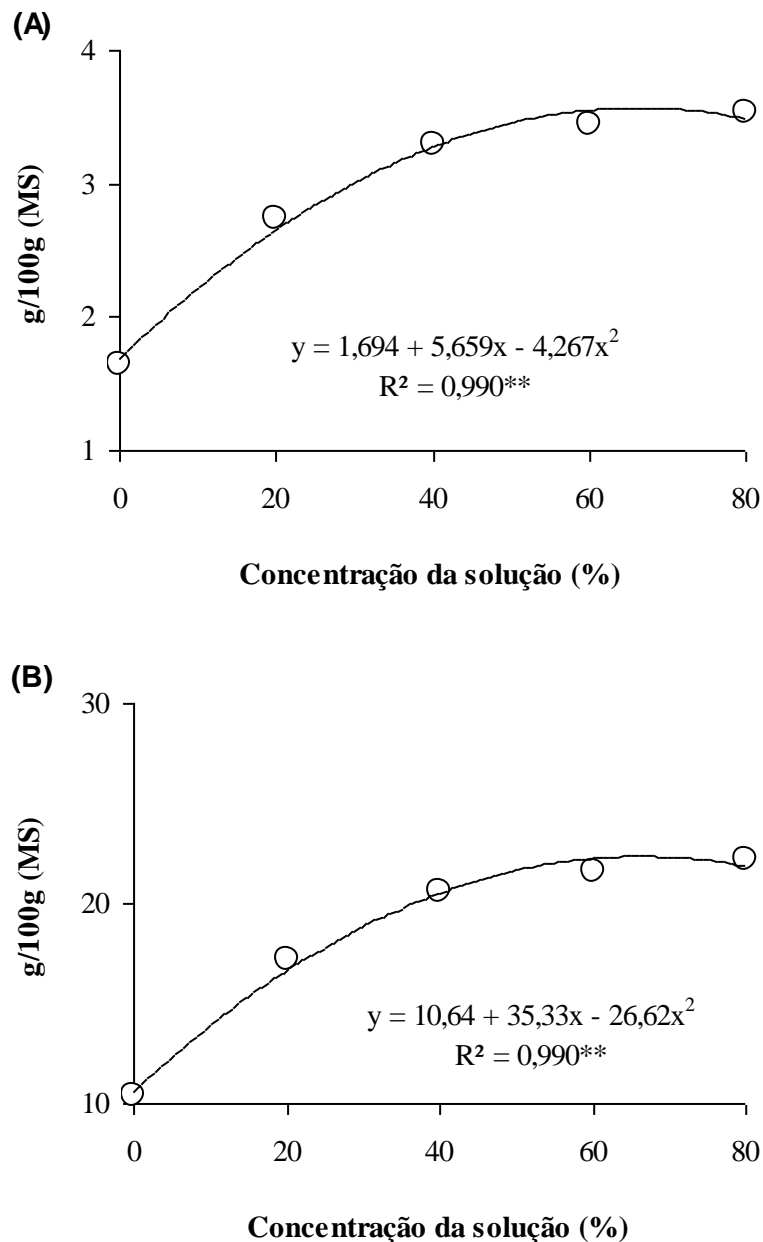 (A)
4
3
2
1
g/100g (MS)
y = 1,694 + 5,659x - 4,267x²
R² = 0,990**
0 20 40 60 80
Concentração da solução (%)
(B)
30
20
10
g/100g (MS)
y = 10,64 + 35,33x - 26,62x²
R² = 0,990**
0 20 40 60 80
Concentração da solução (%)